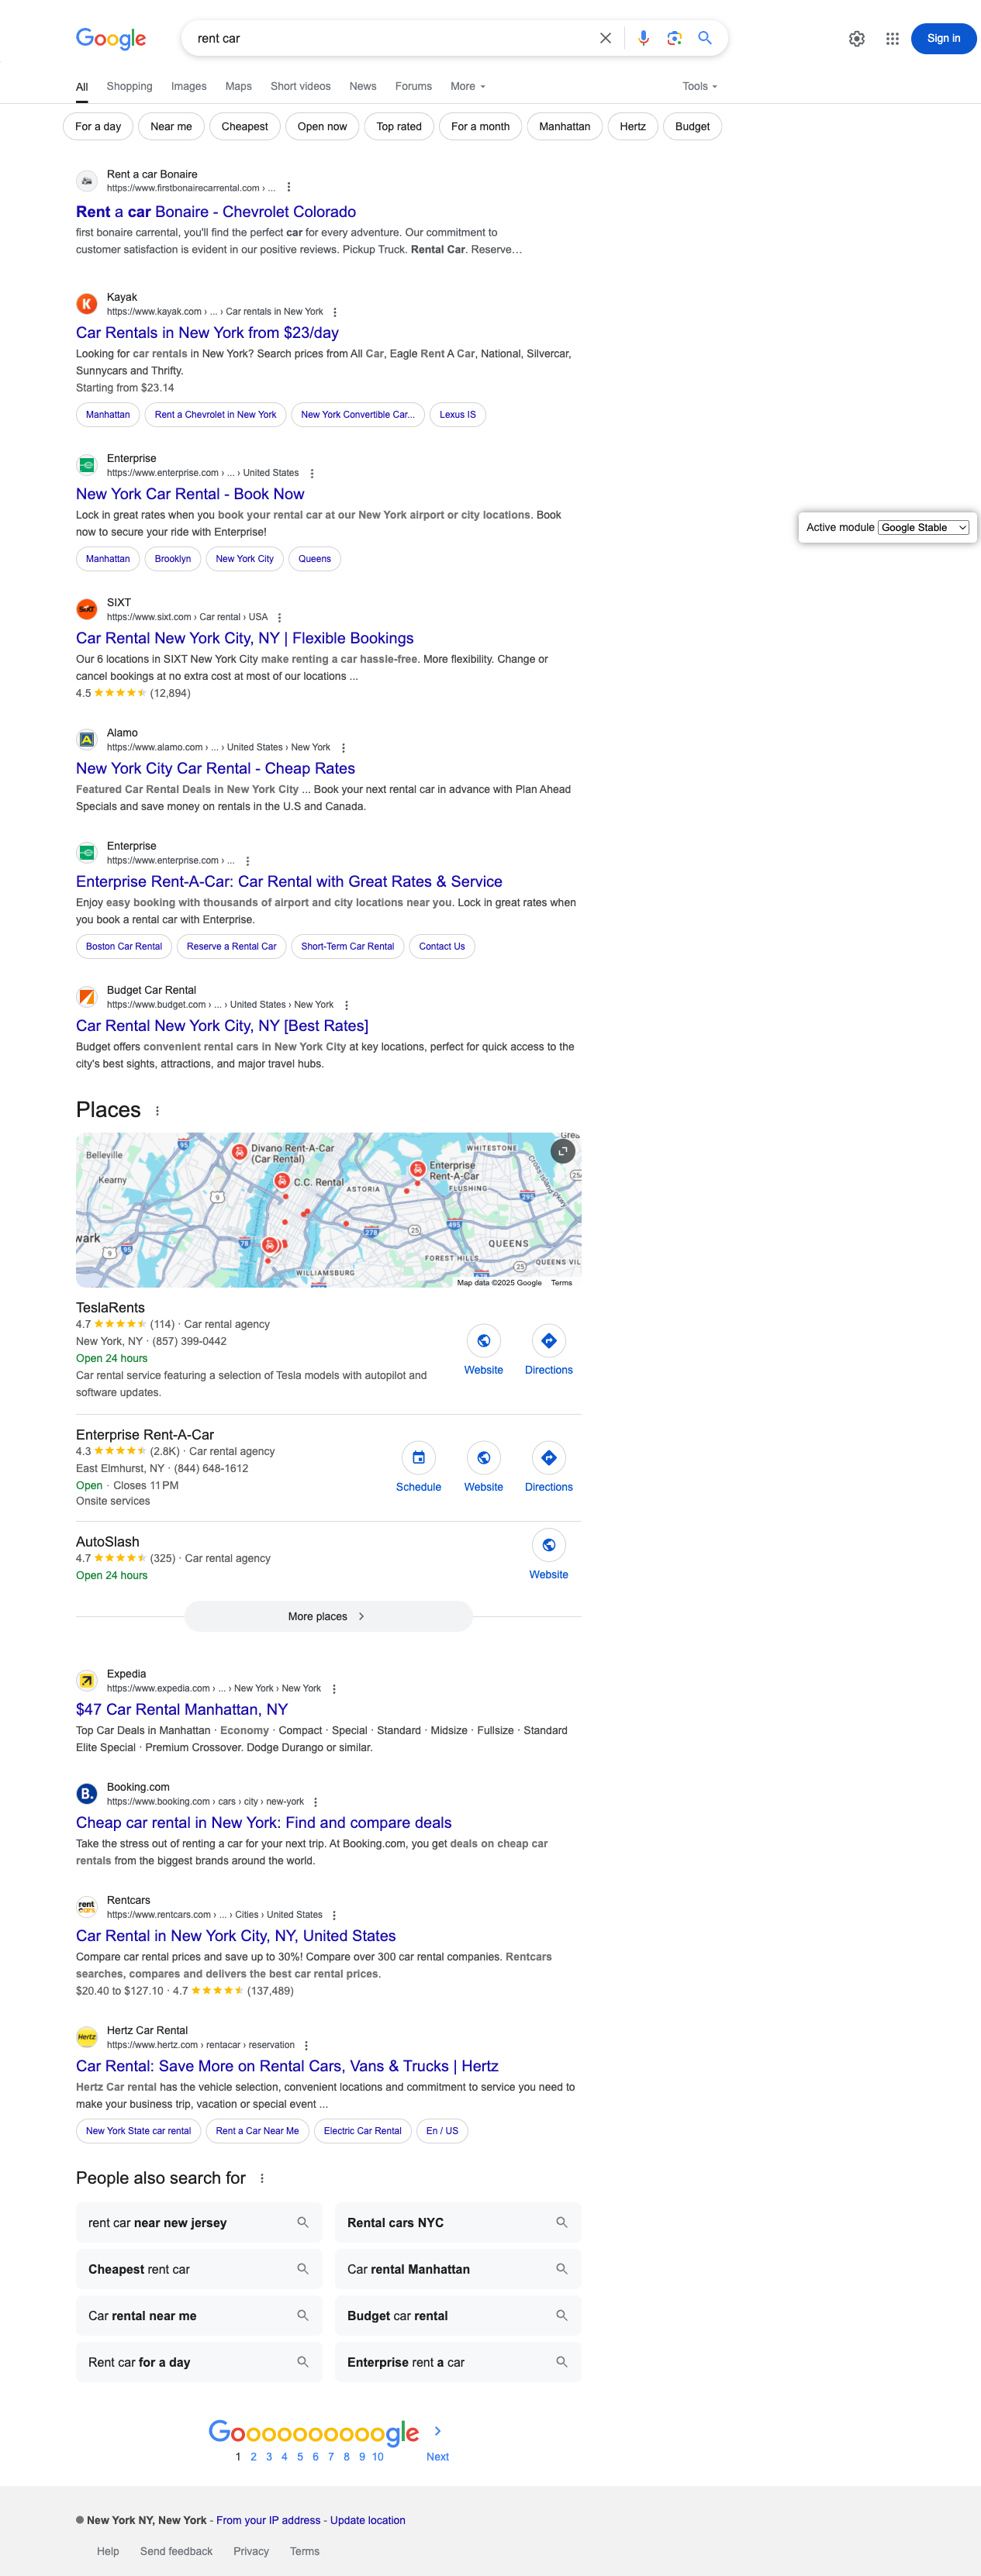 Google
rent car
Sign in
All Shopping Images Maps Short videos News Forums More Tools
For a day Near me Cheapest Open now Top rated For a month Manhattan Hertz Budget
Rent a car Bonaire
https://www.firstbonairecarrental.com › ...
Rent a car Bonaire - Chevrolet Colorado
first bonaire carrental, you'll find the perfect car for every adventure. Our commitment to
customer satisfaction is evident in our positive reviews. Pickup Truck. Rental Car. Reserve...
K
Kayak
https://www.kayak.com › ... › Car rentals in New York
Car Rentals in New York from $23/day
Looking for car rentals in New York? Search prices from All Car, Eagle Rent A Car, National, Silvercar,
Sunnycars and Thrifty.
Starting from $23.14
Manhattan Rent a Chevrolet in New York New York Convertible Car... Lexus IS
Enterprise
https://www.enterprise.com › ... › United States
New York Car Rental - Book Now
Lock in great rates when you book your rental car at our New York airport or city locations. Book
now to secure your ride with Enterprise!
Active module Google Stable
Manhattan Brooklyn New York City Queens
SIXT
SIXT
https://www.sixt.com › Car rental › USA
Car Rental New York City, NY | Flexible Bookings
Our 6 locations in SIXT New York City make renting a car hassle-free. More flexibility. Change or
cancel bookings at no extra cost at most of our locations ...
4.5 (12,894)
A
Alamo
https://www.alamo.com › ... › United States › New York
New York City Car Rental - Cheap Rates
Featured Car Rental Deals in New York City ... Book your next rental car in advance with Plan Ahead
Specials and save money on rentals in the U.S and Canada.
Enterprise
https://www.enterprise.com › ...
Enterprise Rent-A-Car: Car Rental with Great Rates & Service
Enjoy easy booking with thousands of airport and city locations near you. Lock in great rates when
you book a rental car with Enterprise.
Boston Car Rental Reserve a Rental Car Short-Term Car Rental Contact Us
Budget Car Rental
https://www.budget.com › ... › United States › New York
Car Rental New York City, NY [Best Rates]
Budget offers convenient rental cars in New York City at key locations, perfect for quick access to the
city's best sights, attractions, and major travel hubs.
Places
Belleville
Kearny
Divano Rent-A-Car
(Car Rental)
C.C. Rental
ASTORIA
WHITESTONE
Enterprise
Rent-A-Car
FLUSHING
Cross Island Pkwy
Grea
95
9
295
25A
495
278
25
78
95
9
25
678
wark
QUEENS
FOREST HILLS
QUEENS VIL
WILLIAMSBURG
Map data ©2025 Google Terms
TeslaRents
4.7 (114) · Car rental agency
New York, NY · (857) 399-0442
Open 24 hours
Car rental service featuring a selection of Tesla models with autopilot and
software updates.
Website Directions
Enterprise Rent-A-Car
4.3 (2.8K) · Car rental agency
East Elmhurst, NY · (844) 648-1612
Open · Closes 11 PM
Onsite services
Schedule Website Directions
AutoSlash
4.7 (325) · Car rental agency
Open 24 hours
Website
More places
Expedia
https://www.expedia.com › ... › New York › New York
$47 Car Rental Manhattan, NY
Top Car Deals in Manhattan · Economy · Compact · Special · Standard · Midsize · Fullsize · Standard
Elite Special · Premium Crossover. Dodge Durango or similar.
B.
Booking.com
https://www.booking.com › cars › city › new-york
Cheap car rental in New York: Find and compare deals
Take the stress out of renting a car for your next trip. At Booking.com, you get deals on cheap car
rentals from the biggest brands around the world.
rent
cars
Rentcars
https://www.rentcars.com › ... › Cities › United States
Car Rental in New York City, NY, United States
Compare car rental prices and save up to 30%! Compare over 300 car rental companies. Rentcars
searches, compares and delivers the best car rental prices.
$20.40 to $127.10 · 4.7 (137,489)
Hertz
Hertz Car Rental
https://www.hertz.com › rentacar › reservation
Car Rental: Save More on Rental Cars, Vans & Trucks | Hertz
Hertz Car rental has the vehicle selection, convenient locations and commitment to service you need to
make your business trip, vacation or special event ...
New York State car rental Rent a Car Near Me Electric Car Rental En / US
People also search for
rent car near new jersey Rental cars NYC
Cheapest rent car Car rental Manhattan
Car rental near me Budget car rental
Rent car for a day Enterprise rent a car
Goooooooooogle
1 2 3 4 5 6 7 8 9 10 Next
New York NY, New York - From your IP address - Update location
Help Send feedback Privacy Terms